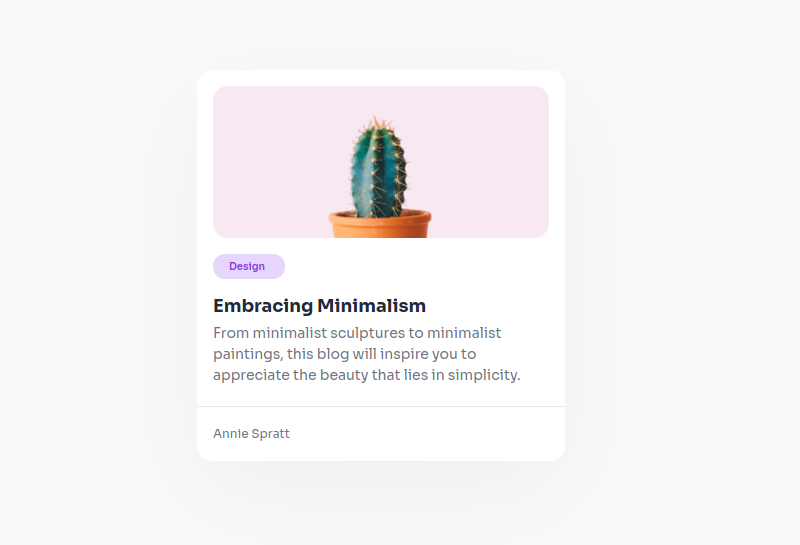 Design
Embracing Minimalism
From minimalist sculptures to minimalist
paintings, this blog will inspire you to
appreciate the beauty that lies in simplicity.
Annie Spratt